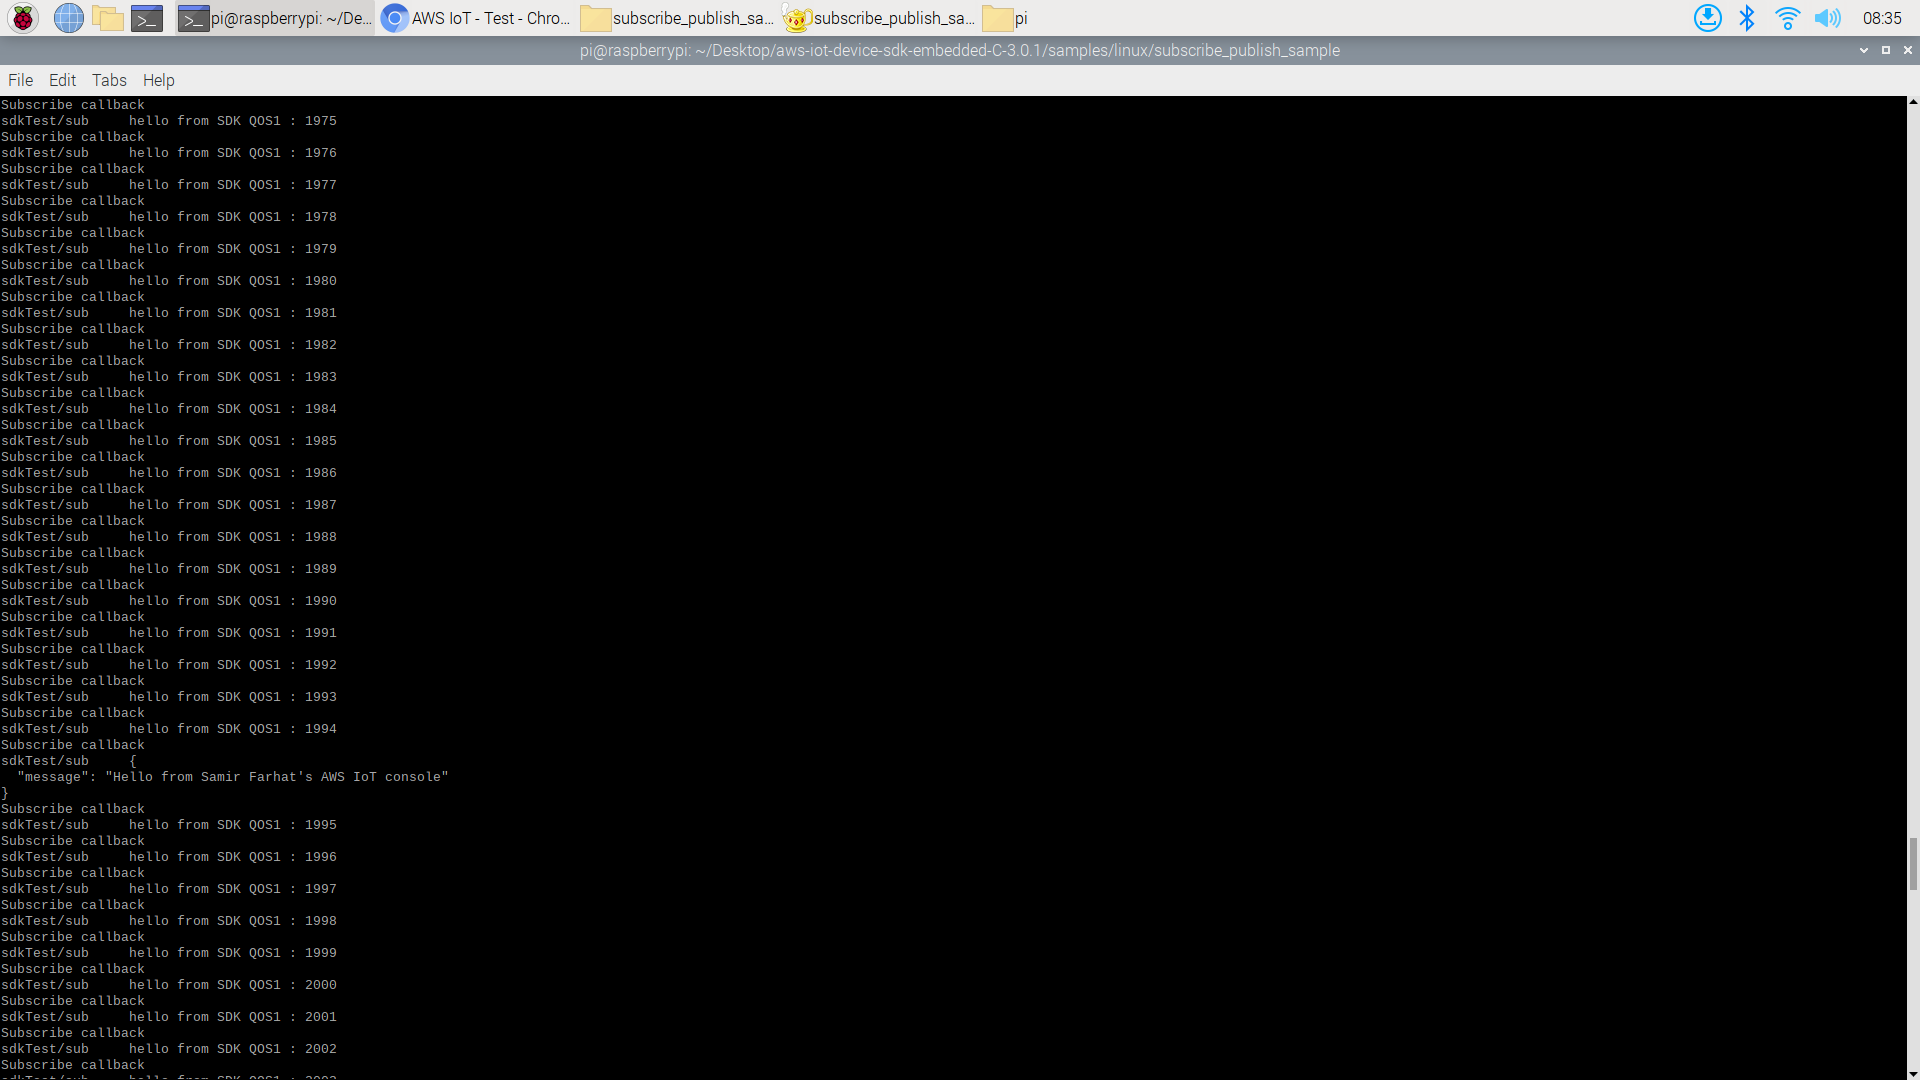 pi@raspberrypi: ~/De... AWS IoT - Test - Chro... subscribe_publish_sa... subscribe_publish_sa... pi 08:35
pi@raspberrypi: ~/Desktop/aws-iot-device-sdk-embedded-C-3.0.1/samples/linux/subscribe_publish_sample
File Edit Tabs Help
Subscribe callback
sdkTest/sub hello from SDK QOS1 : 1975
Subscribe callback
sdkTest/sub hello from SDK QOS1 : 1976
Subscribe callback
sdkTest/sub hello from SDK QOS1 : 1977
Subscribe callback
sdkTest/sub hello from SDK QOS1 : 1978
Subscribe callback
sdkTest/sub hello from SDK QOS1 : 1979
Subscribe callback
sdkTest/sub hello from SDK QOS1 : 1980
Subscribe callback
sdkTest/sub hello from SDK QOS1 : 1981
Subscribe callback
sdkTest/sub hello from SDK QOS1 : 1982
Subscribe callback
sdkTest/sub hello from SDK QOS1 : 1983
Subscribe callback
sdkTest/sub hello from SDK QOS1 : 1984
Subscribe callback
sdkTest/sub hello from SDK QOS1 : 1985
Subscribe callback
sdkTest/sub hello from SDK QOS1 : 1986
Subscribe callback
sdkTest/sub hello from SDK QOS1 : 1987
Subscribe callback
sdkTest/sub hello from SDK QOS1 : 1988
Subscribe callback
sdkTest/sub hello from SDK QOS1 : 1989
Subscribe callback
sdkTest/sub hello from SDK QOS1 : 1990
Subscribe callback
sdkTest/sub hello from SDK QOS1 : 1991
Subscribe callback
sdkTest/sub hello from SDK QOS1 : 1992
Subscribe callback
sdkTest/sub hello from SDK QOS1 : 1993
Subscribe callback
sdkTest/sub hello from SDK QOS1 : 1994
Subscribe callback
sdkTest/sub {
"message": "Hello from Samir Farhat's AWS IoT console"
}
Subscribe callback
sdkTest/sub hello from SDK QOS1 : 1995
Subscribe callback
sdkTest/sub hello from SDK QOS1 : 1996
Subscribe callback
sdkTest/sub hello from SDK QOS1 : 1997
Subscribe callback
sdkTest/sub hello from SDK QOS1 : 1998
Subscribe callback
sdkTest/sub hello from SDK QOS1 : 1999
Subscribe callback
sdkTest/sub hello from SDK QOS1 : 2000
Subscribe callback
sdkTest/sub hello from SDK QOS1 : 2001
Subscribe callback
sdkTest/sub hello from SDK QOS1 : 2002
Subscribe callback